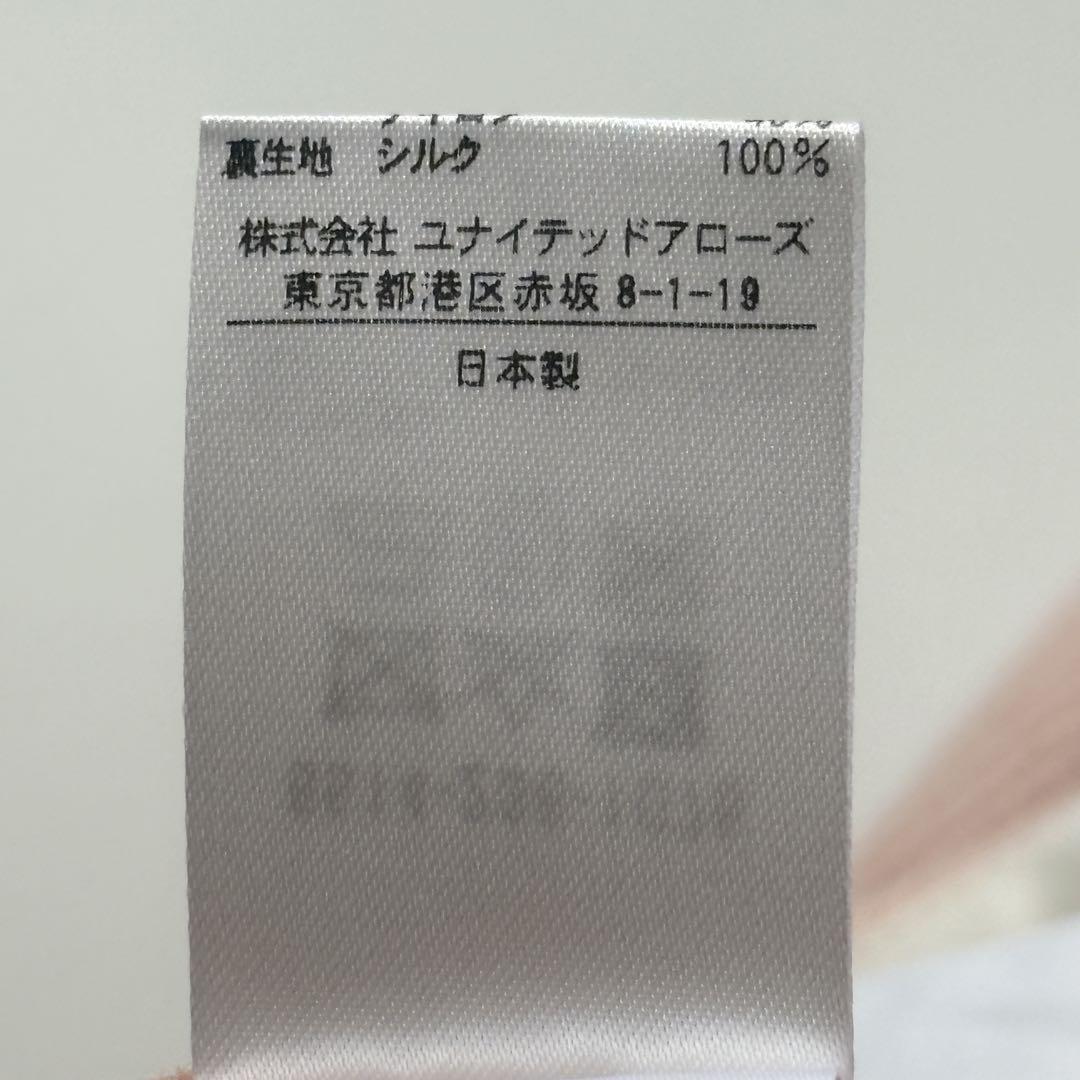 裏生地 シルク 100%
株式会社 ユナイテッドアローズ
東京都港区赤坂 8-1-19
日本製